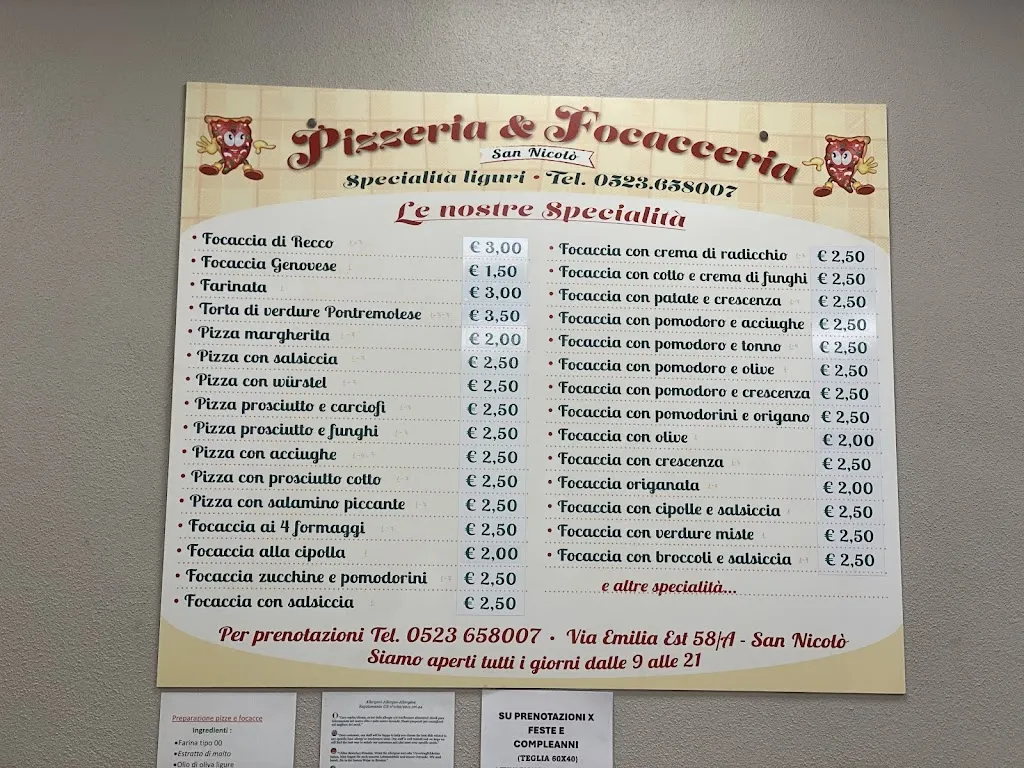 Pizzeria & Focacceria
San Nicolò
Specialità liguri • Tel. 0523.658007
Le nostre Specialità
• Focaccia di Recco € 3,00
• Focaccia Genovese € 1,50
• Farinata € 3,00
• Torta di verdure Pontremolese € 3,50
• Pizza margherita € 2,00
• Pizza con salsiccia € 2,50
• Pizza con würstel € 2,50
• Pizza prosciutto e carciofi € 2,50
• Pizza prosciutto e funghi € 2,50
• Pizza con acciughe € 2,50
• Pizza con prosciutto cotto € 2,50
• Pizza con salamino piccante € 2,50
• Focaccia ai 4 formaggi € 2,50
• Focaccia alla cipolla € 2,00
• Focaccia zucchine e pomodorini € 2,50
• Focaccia con salsiccia € 2,50
• Focaccia con crema di radicchio € 2,50
• Focaccia con cotto e crema di funghi € 2,50
• Focaccia con patate e crescenza € 2,50
• Focaccia con pomodoro e acciughe € 2,50
• Focaccia con pomodoro e tonno € 2,50
• Focaccia con pomodoro e olive € 2,50
• Focaccia con pomodoro e crescenza € 2,50
• Focaccia con pomodorini e origano € 2,50
• Focaccia con olive € 2,00
• Focaccia con crescenza € 2,50
• Focaccia origanata € 2,00
• Focaccia con cipolle e salsiccia € 2,50
• Focaccia con verdure miste € 2,50
• Focaccia con broccoli e salsiccia € 2,50
e altre specialità...
Per prenotazioni Tel. 0523 658007 • Via Emilia Est 58/A - San Nicolò
Siamo aperti tutti i giorni dalle 9 alle 21
Preparazione pizze e focacce
Ingredienti :
•Farina tipo 00
•Estratto di malto
•Olio di oliva ligure
SU PRENOTAZIONI X
FESTE E
COMPLEANNI
(TEGLIA 60X40)